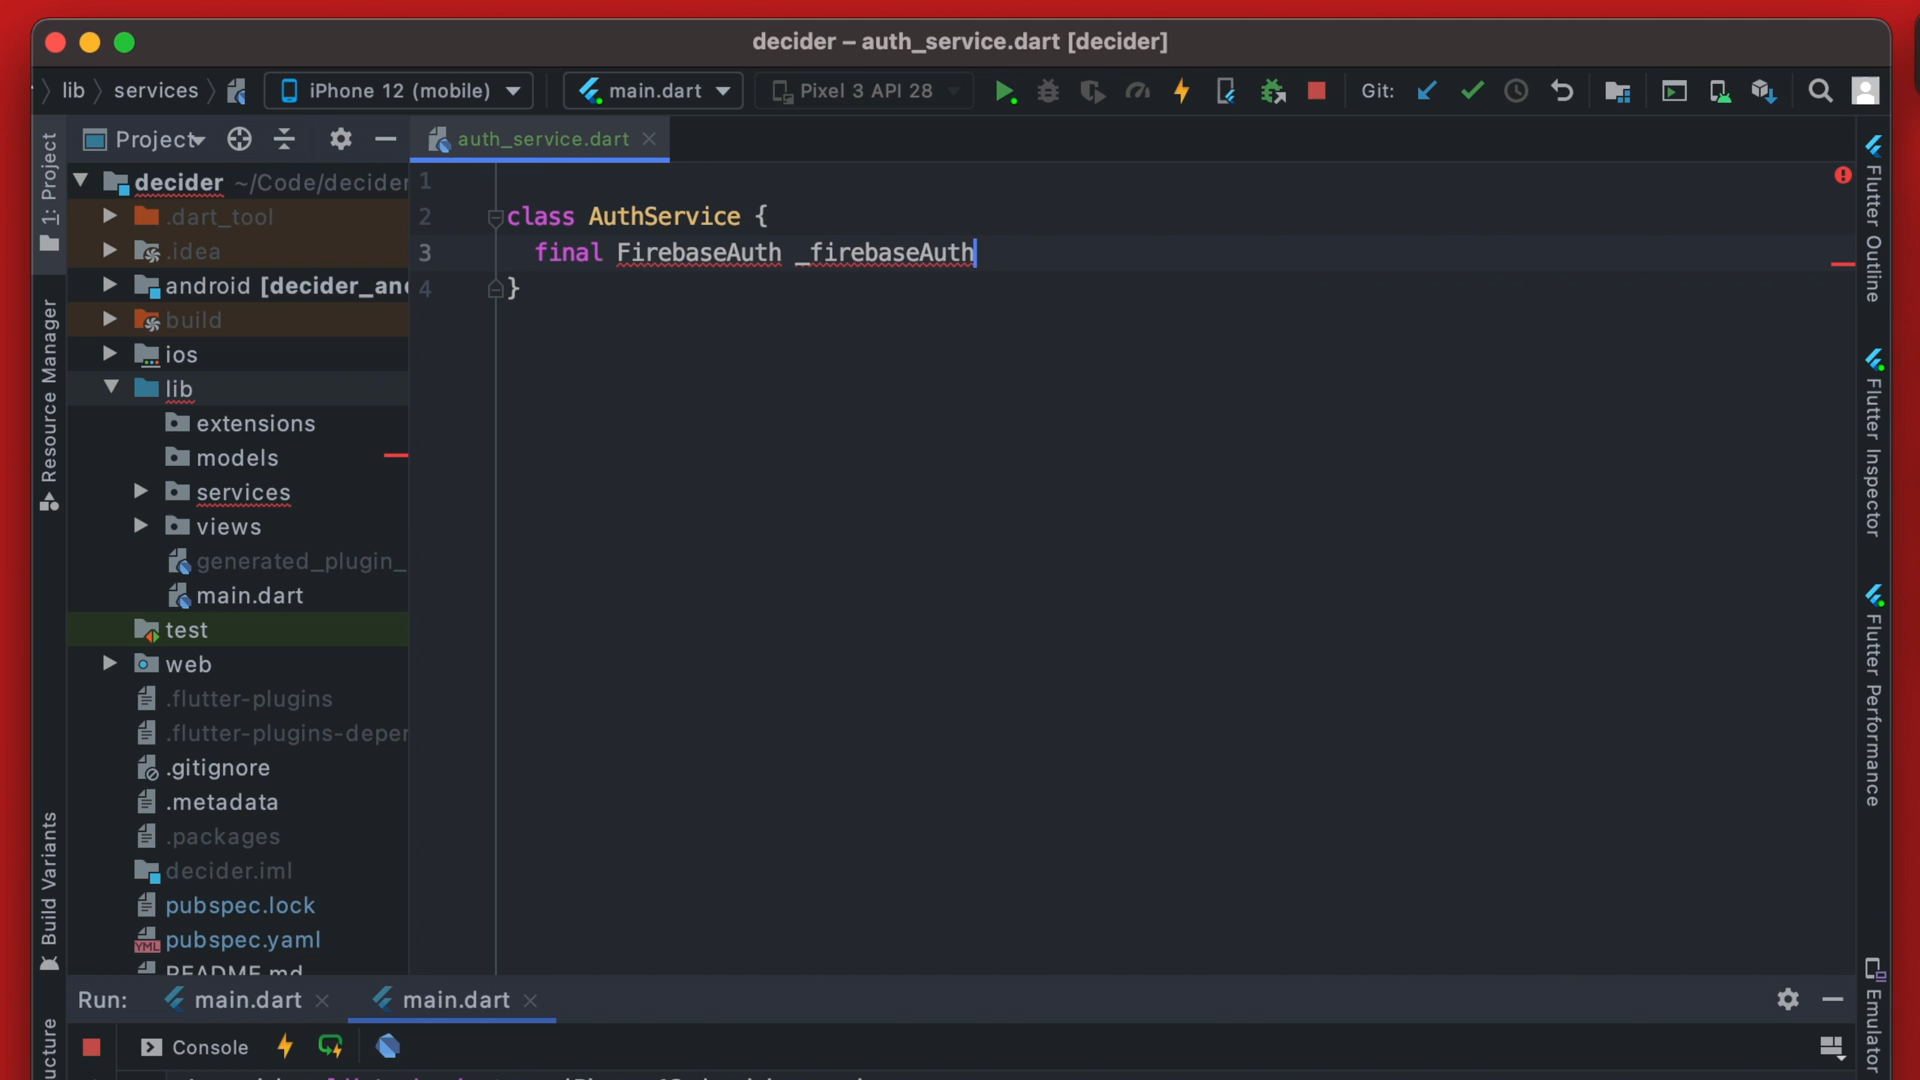 decider – auth_service.dart [decider]
lib services iPhone 12 (mobile) main.dart Pixel 3 API 28 Git:
Project
auth_service.dart
decider ~/Code/decider
.dart_tool
.idea
android [decider_and
build
ios
lib
extensions
models
services
views
generated_plugin_
main.dart
test
web
.flutter-plugins
.flutter-plugins-deper
.gitignore
.metadata
.packages
decider.iml
pubspec.lock
pubspec.yaml
README.md
1
2 class AuthService {
3 final FirebaseAuth _firebaseAuth
4 }
1: Project
Resource Manager
Build Variants
ucture
Flutter Outline
Flutter Inspector
Flutter Performance
Emulator
Run: main.dart main.dart
Console